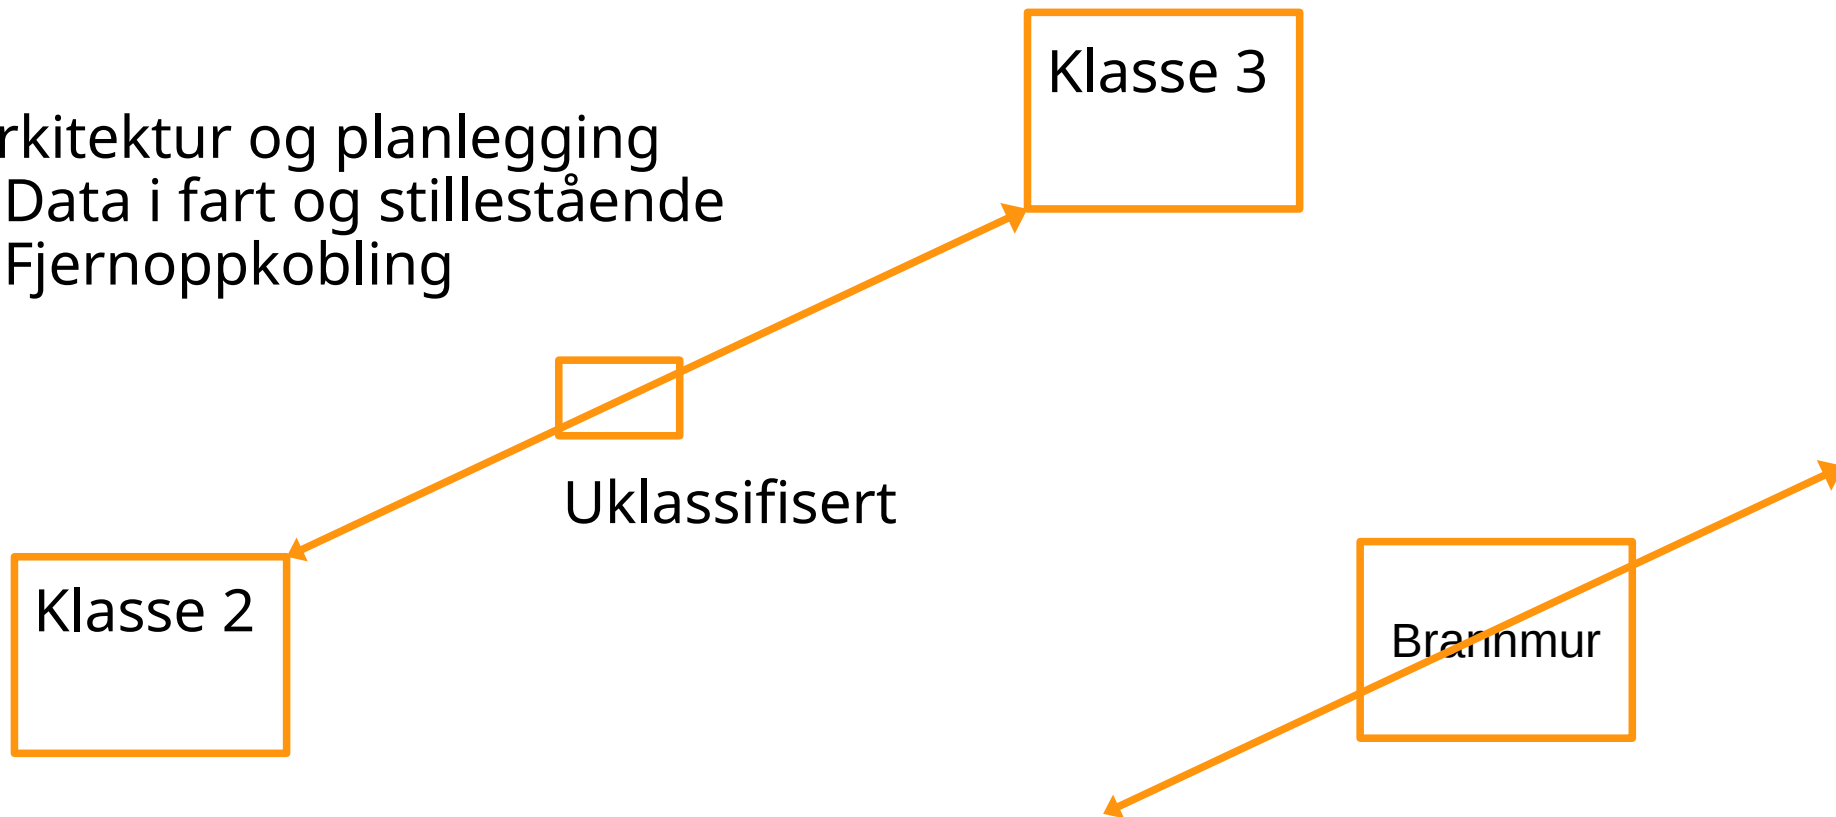 rkitektur og planlegging
Data i fart og stillestående
Fjernoppkobling
Klasse 3
Uklassifisert
Klasse 2
Brannmur